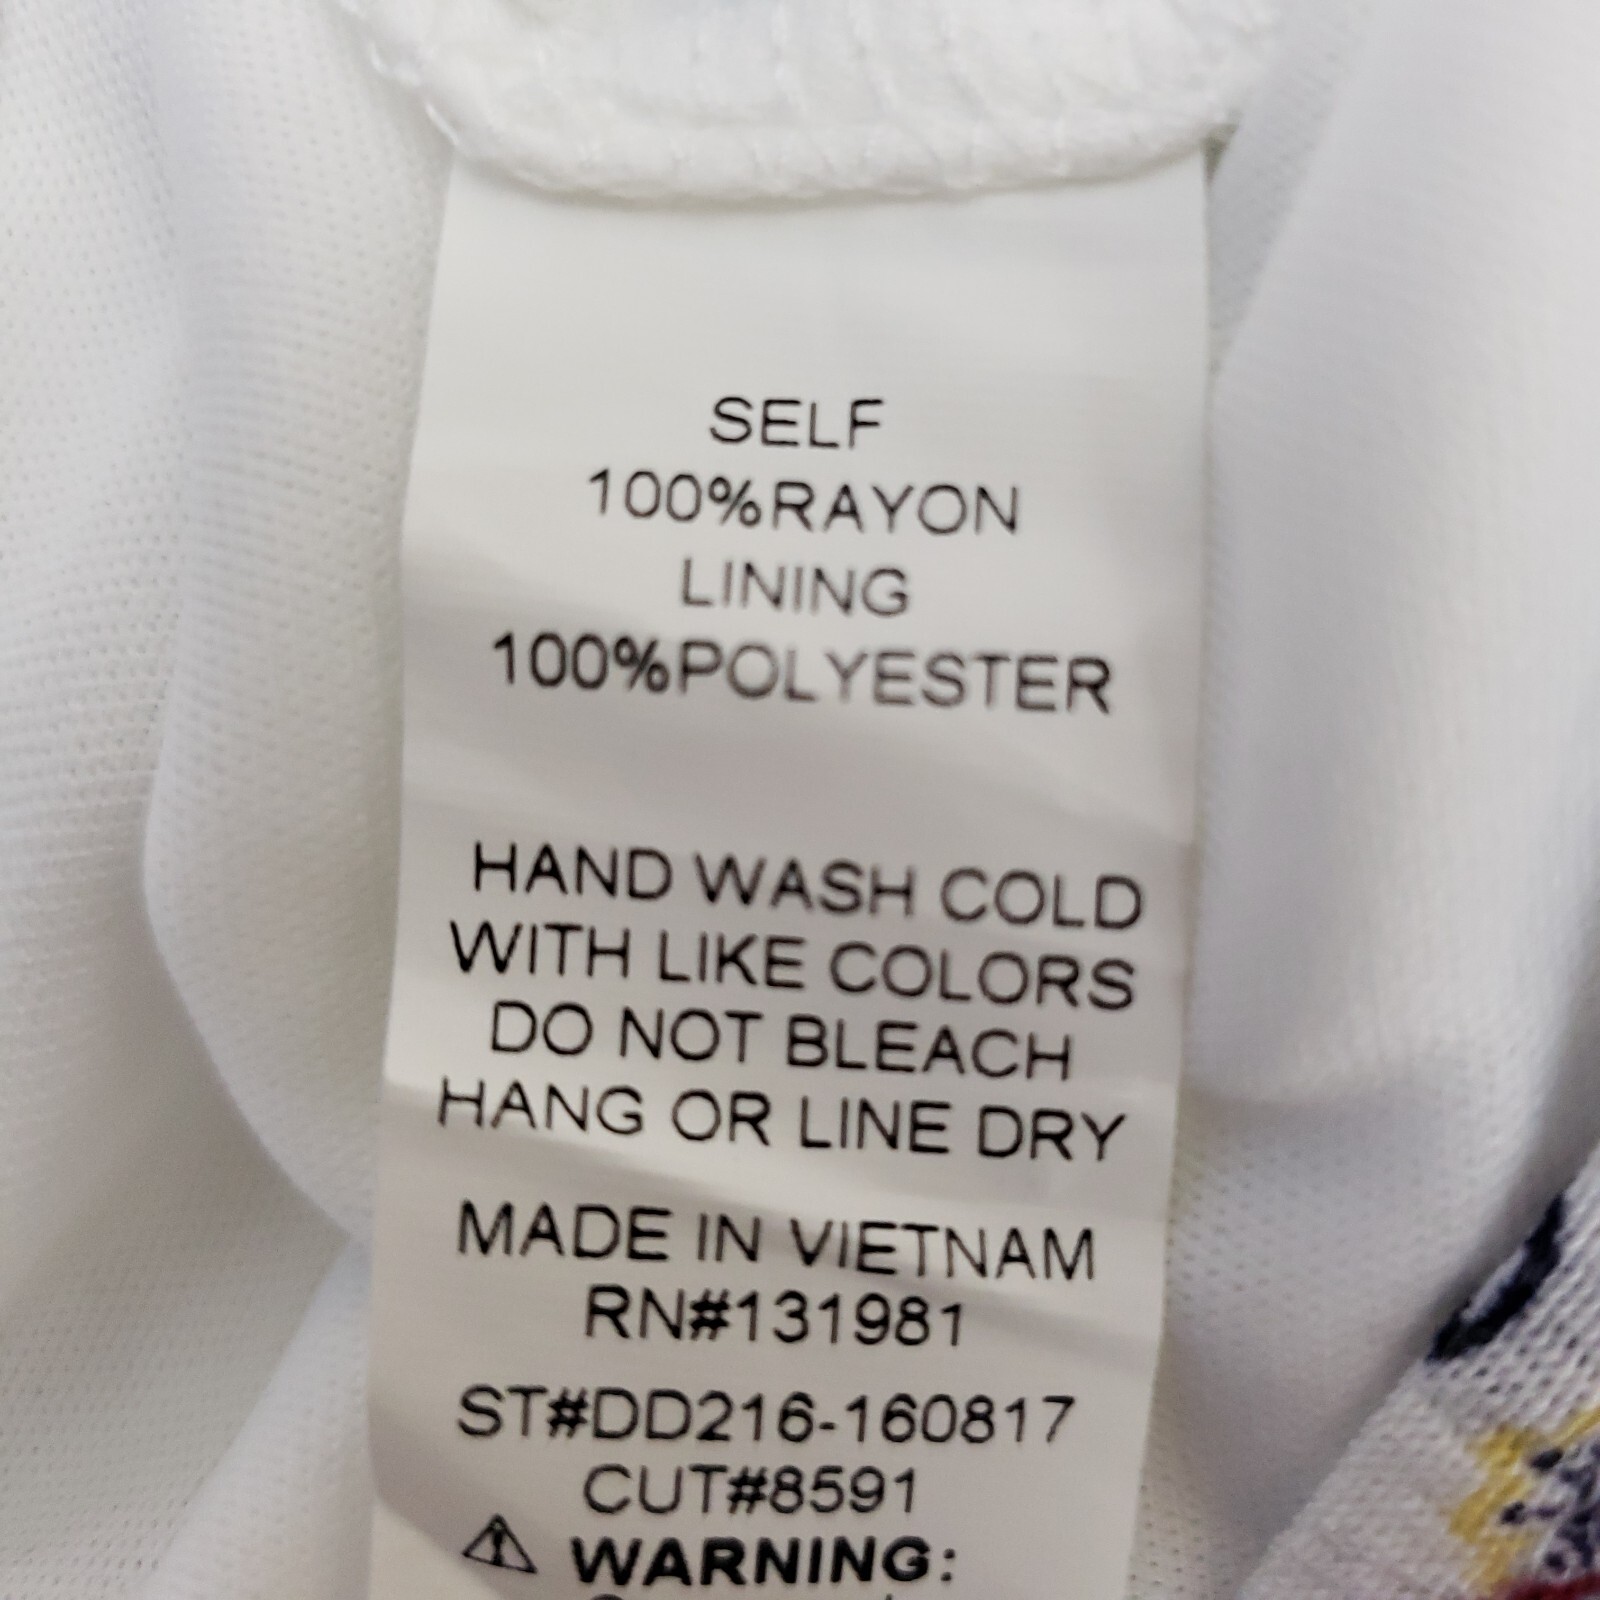 SELF
100%RAYON
LINING
100%POLYESTER
HAND WASH COLD
WITH LIKE COLORS
DO NOT BLEACH
HANG OR LINE DRY
MADE IN VIETNAM
RN#131981
ST#DD216-160817
CUT#8591
⚠ WARNING: